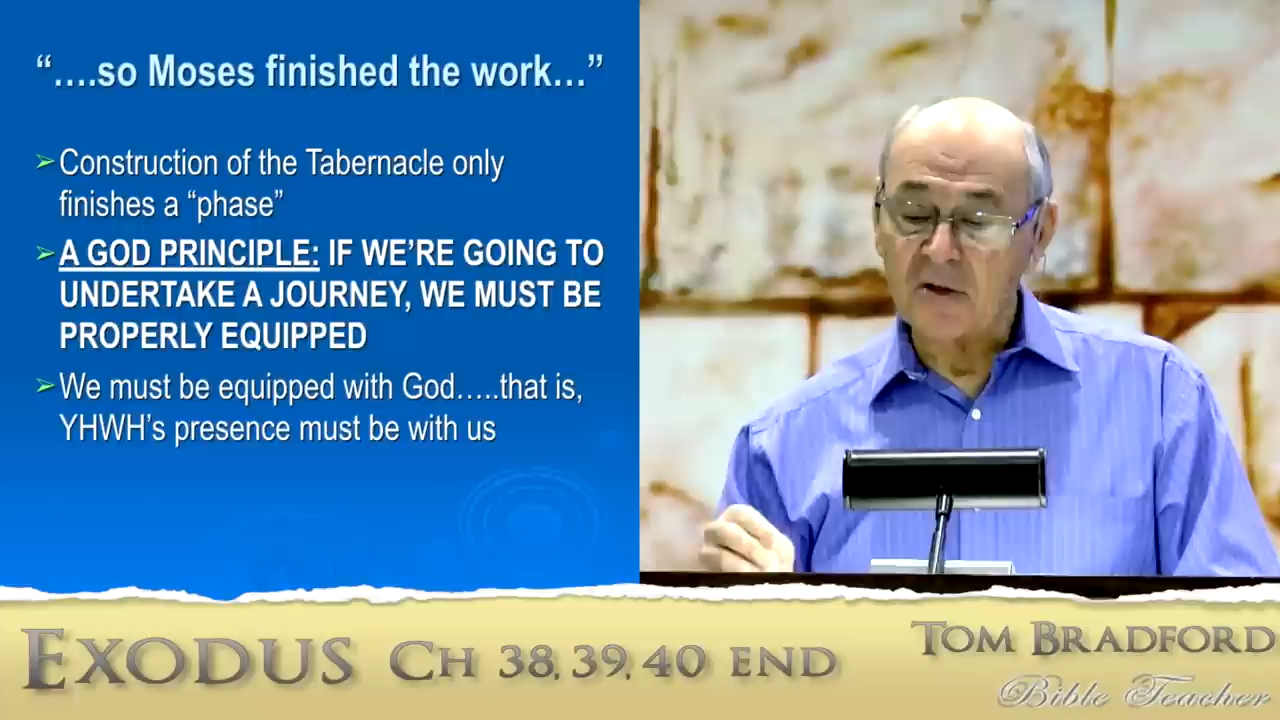 “....so Moses finished the work...”
➢Construction of the Tabernacle only
finishes a “phase”
➢A GOD PRINCIPLE: IF WE’RE GOING TO
UNDERTAKE A JOURNEY, WE MUST BE
PROPERLY EQUIPPED
➢We must be equipped with God.....that is,
YHWH’s presence must be with us
EXODUS CH 38, 39, 40 END
TOM BRADFORD
Bible Teacher